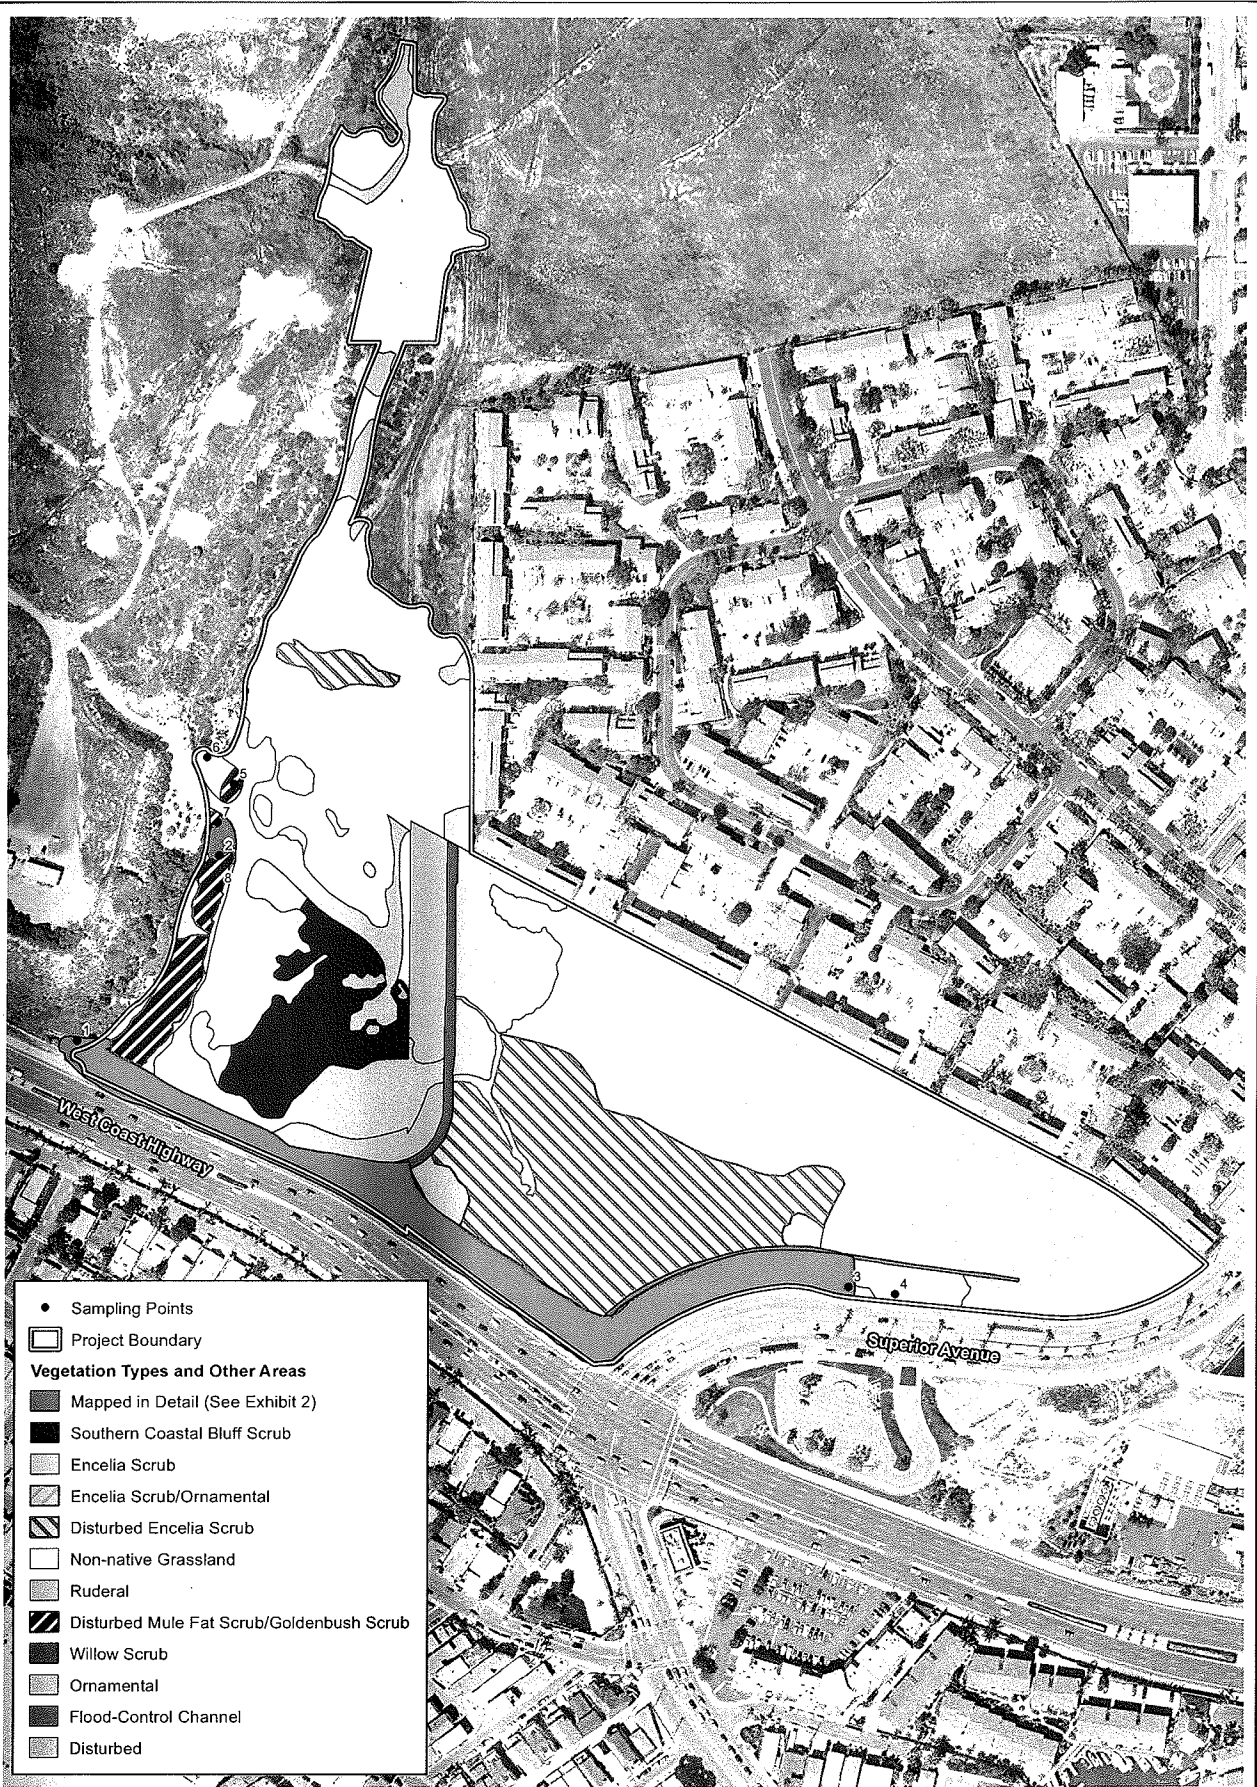 6
5
7
2
8
1
West Coast Highway
3
4
Superior Avenue
Sampling Points
Project Boundary
Vegetation Types and Other Areas
Mapped in Detail (See Exhibit 2)
Southern Coastal Bluff Scrub
Encelia Scrub
Encelia Scrub/Ornamental
Disturbed Encelia Scrub
Non-native Grassland
Ruderal
Disturbed Mule Fat Scrub/Goldenbush Scrub
Willow Scrub
Ornamental
Flood-Control Channel
Disturbed